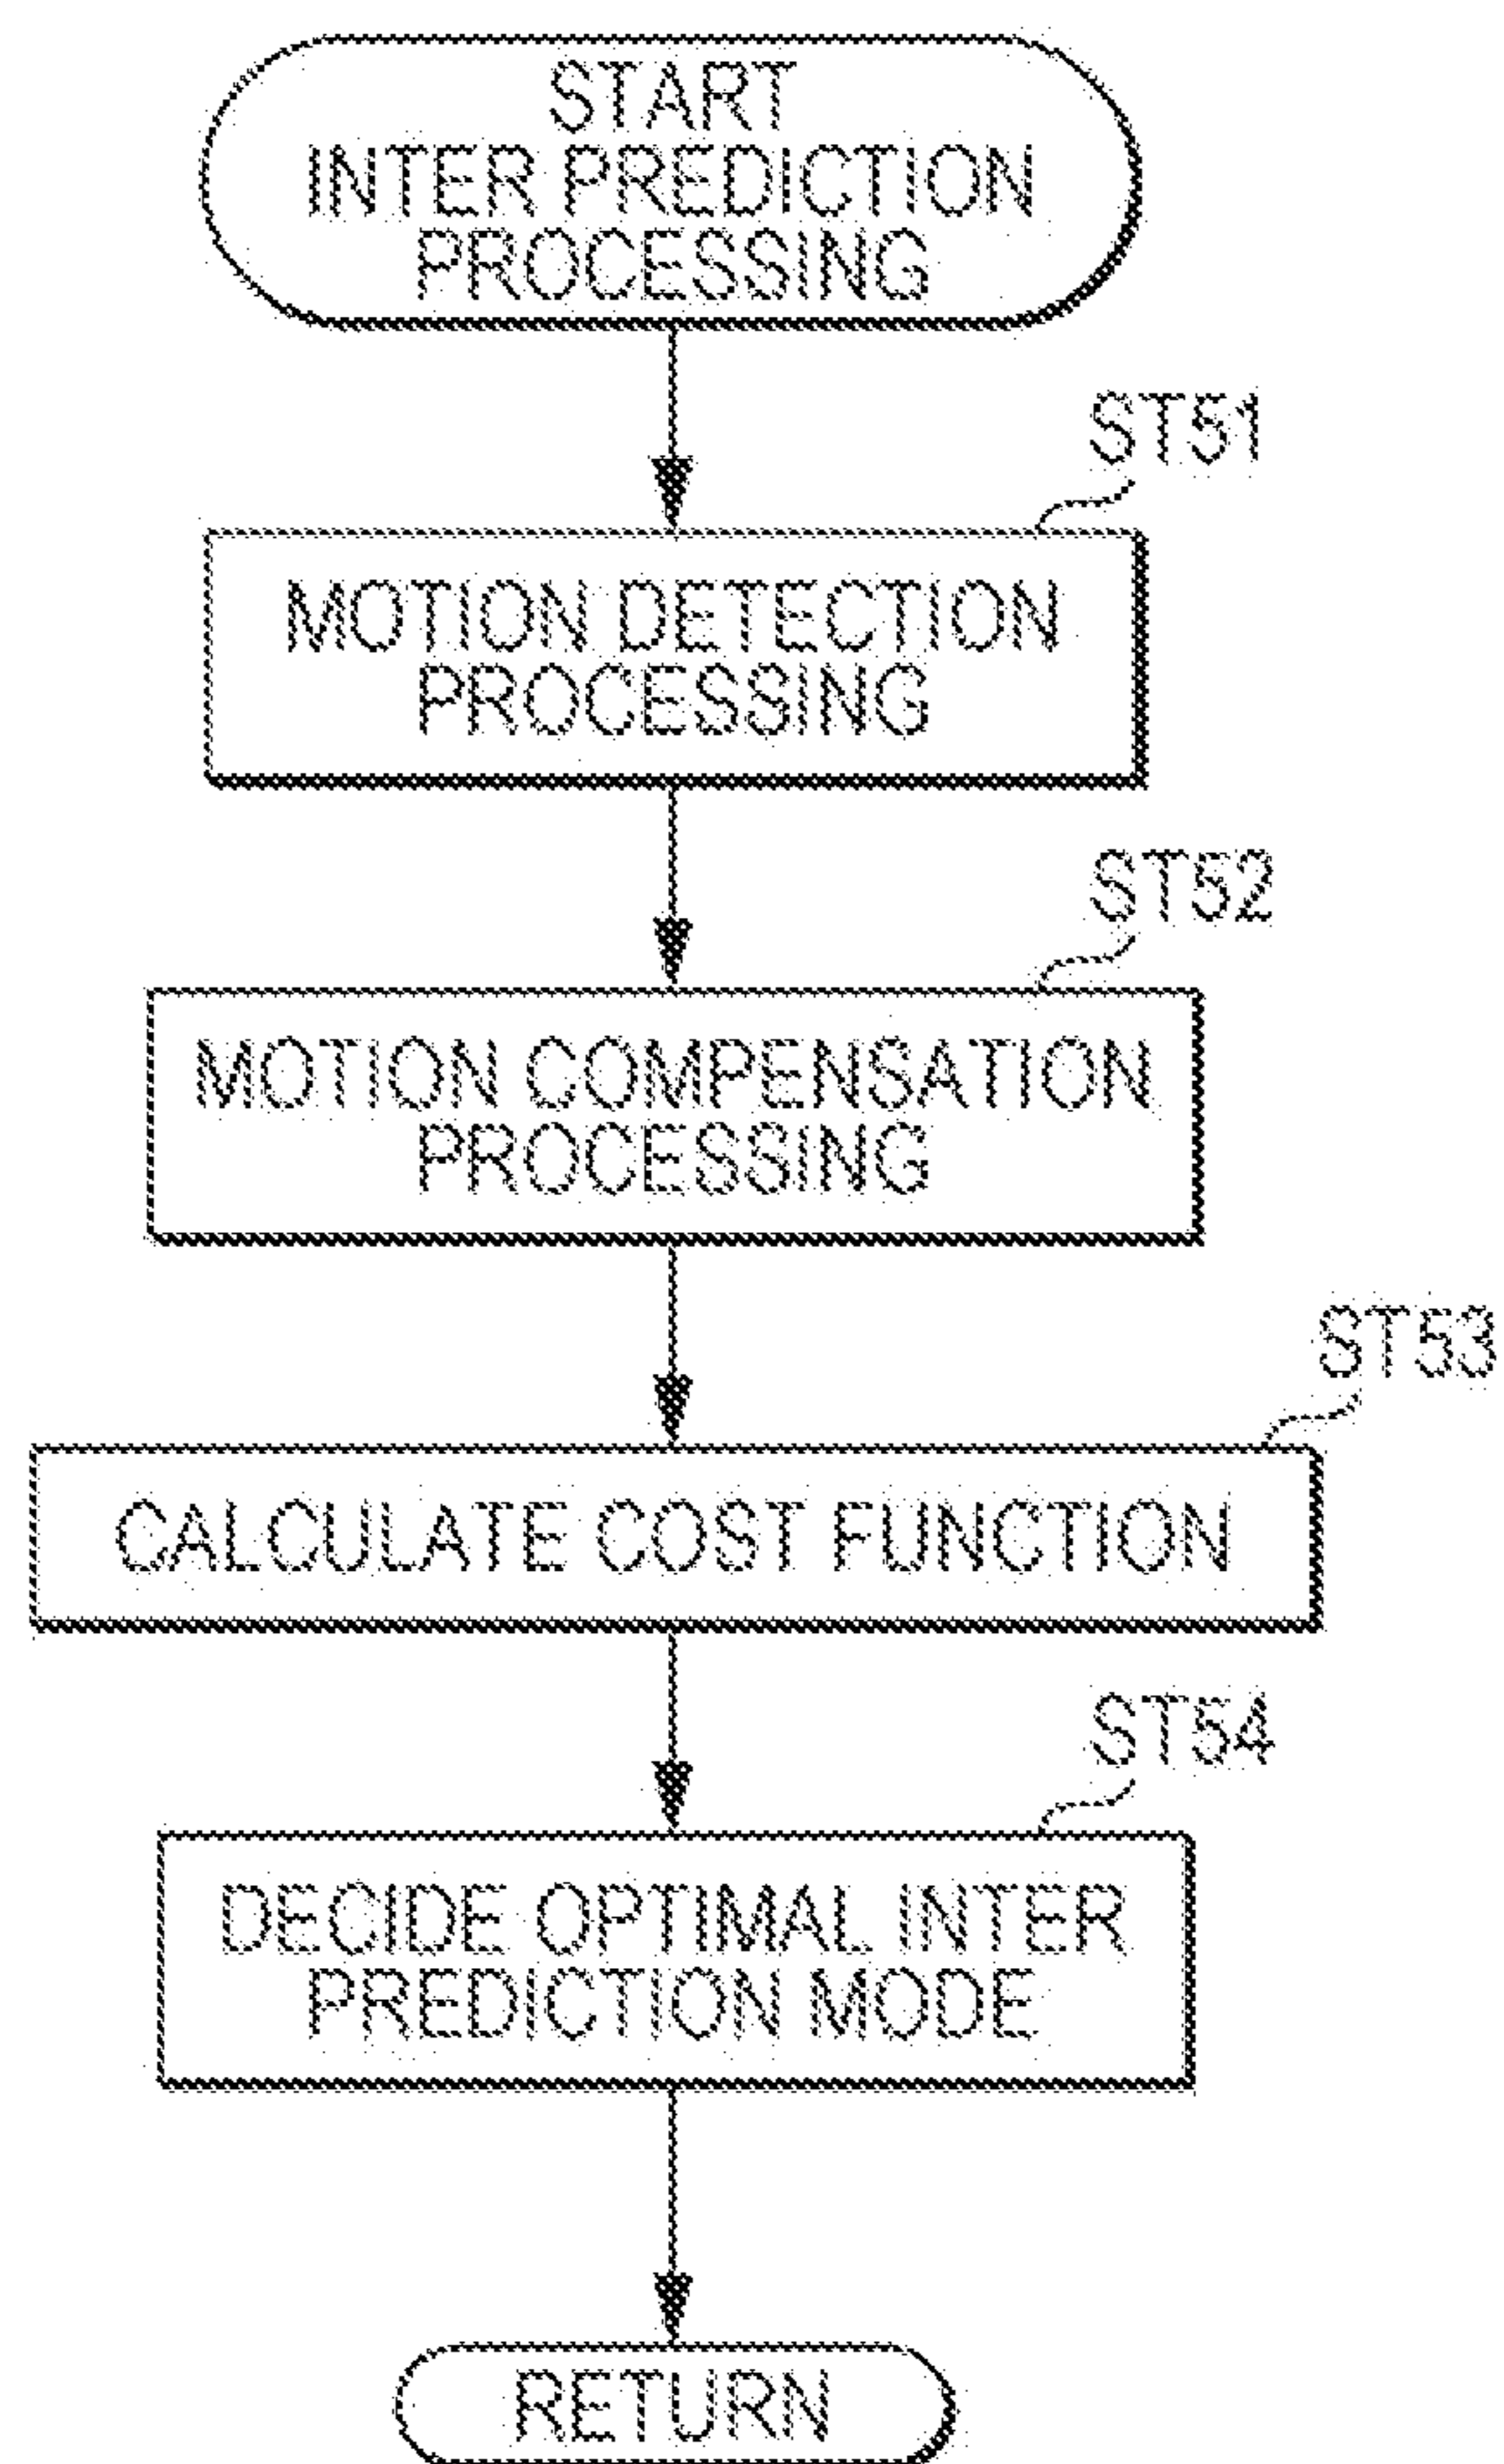 START
INTER PREDICTION
PROCESSING
ST51
MOTION DETECTION
PROCESSING
ST52
MOTION COMPENSATION
PROCESSING
ST53
CALCULATE COST FUNCTION
ST54
DECIDE OPTIMAL INTER
PREDICTION MODE
RETURN